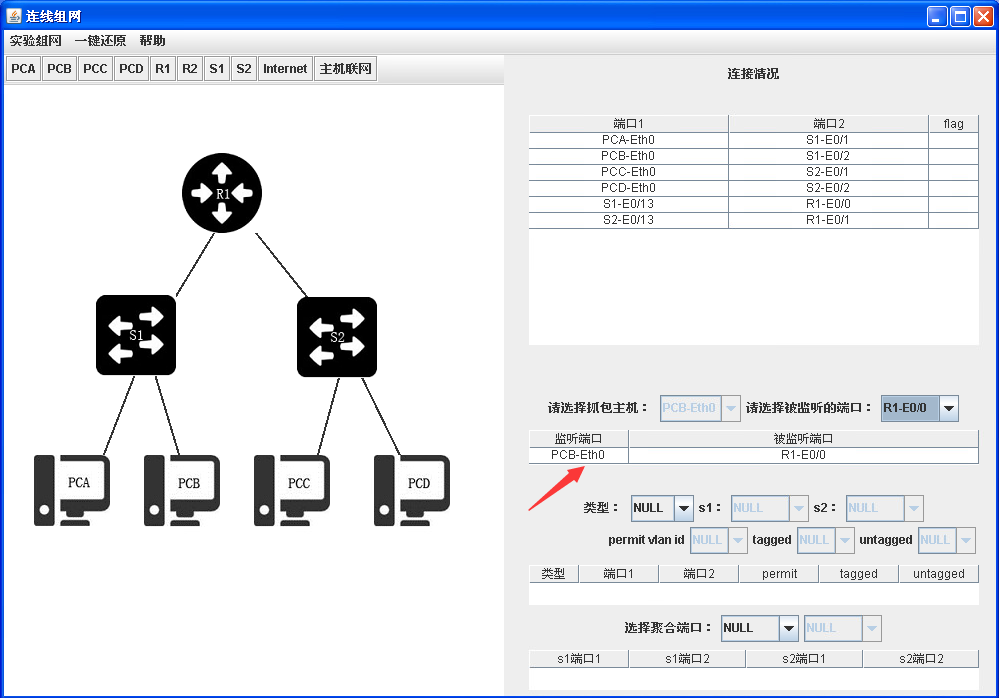 连线组网
实验组网 一键还原 帮助
PCA PCB PCC PCD R1 R2 S1 S2 Internet 主机联网
连接情况
端口1 端口2 flag
PCA-Eth0 S1-E0/1
PCB-Eth0 S1-E0/2
PCC-Eth0 S2-E0/1
PCD-Eth0 S2-E0/2
S1-E0/13 R1-E0/0
S2-E0/13 R1-E0/1
R1
S1
S2
PCA
PCB
PCC
PCD
请选择抓包主机： PCB-Eth0 请选择被监听的端口： R1-E0/0
监听端口 被监听端口
PCB-Eth0 R1-E0/0
类型： NULL s1： NULL s2： NULL
permit vlan id NULL tagged NULL untagged NULL
类型 端口1 端口2 permit tagged untagged
选择聚合端口： NULL NULL
s1端口1 s1端口2 s2端口1 s2端口2